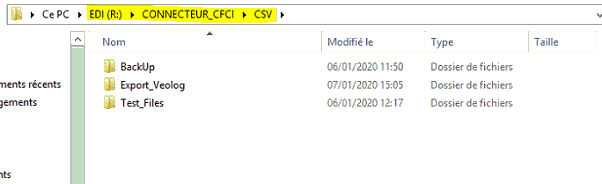 Ce PC EDI (R:) CONNECTEUR_CFCI CSV
Nom Modifié le Type Taille
BackUp 06/01/2020 11:50 Dossier de fichiers
ments récents Export_Veolog 07/01/2020 15:05 Dossier de fichiers
gements Test_Files 06/01/2020 12:17 Dossier de fichiers
nts